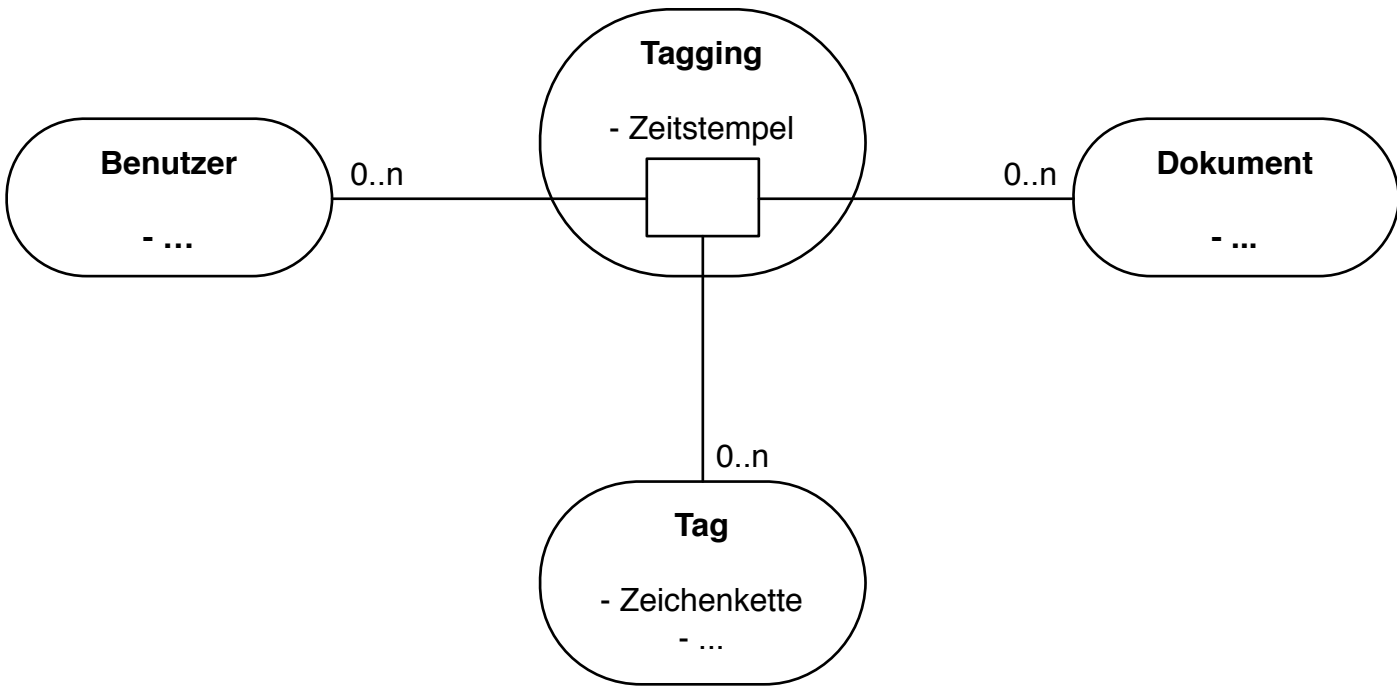 Tagging
- Zeitstempel
Benutzer
- ...
0..n
0..n
Dokument
- ...
0..n
Tag
- Zeichenkette
- ...